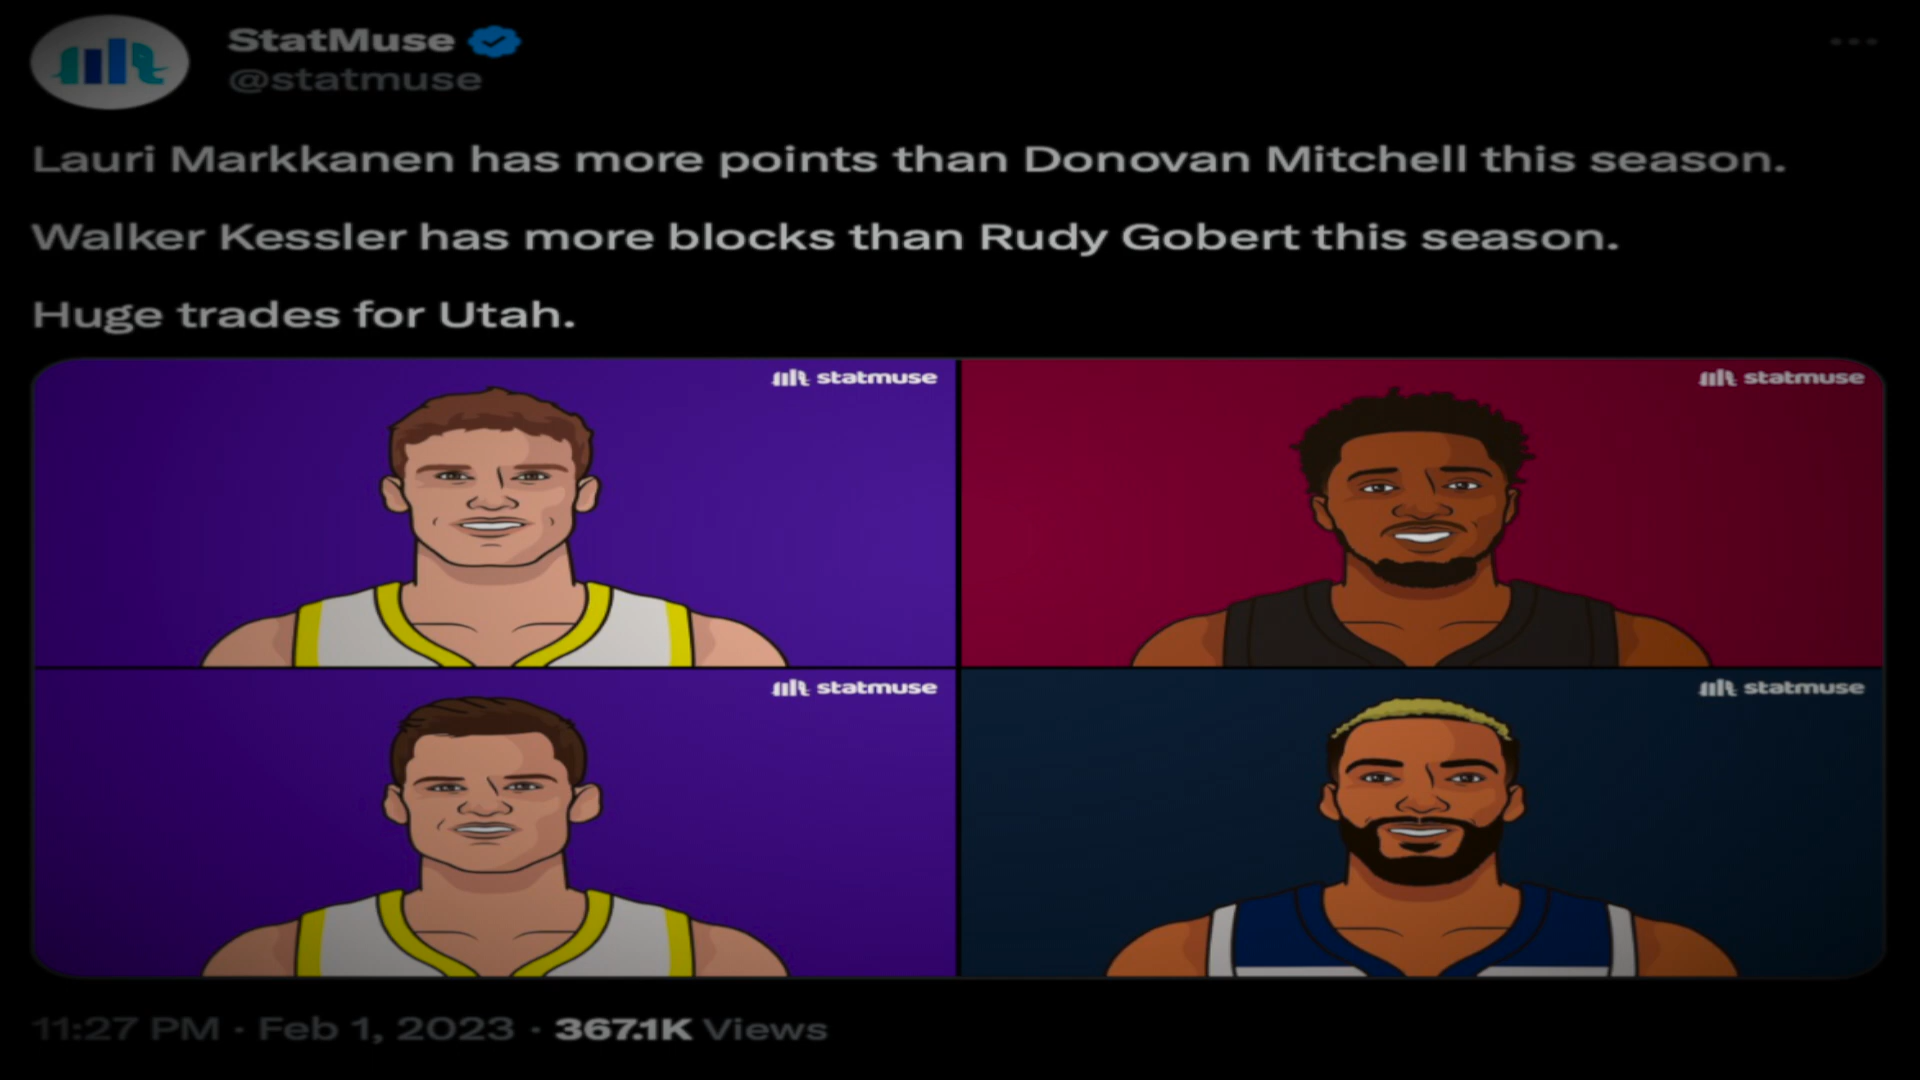 StatMuse
@statmuse
Lauri Markkanen has more points than Donovan Mitchell this season.
Walker Kessler has more blocks than Rudy Gobert this season.
Huge trades for Utah.
statmuse
statmuse
statmuse
statmuse
11:27 PM · Feb 1, 2023 · 367.1K Views